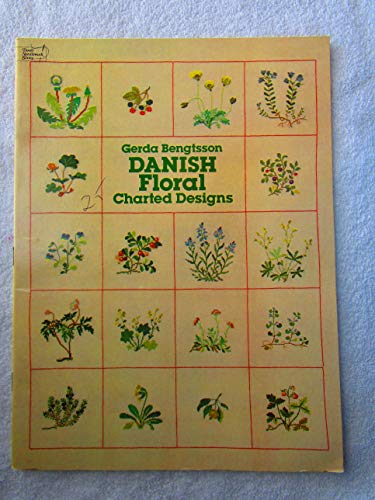 Gerda Bengtsson
DANISH
Floral
Charted Designs